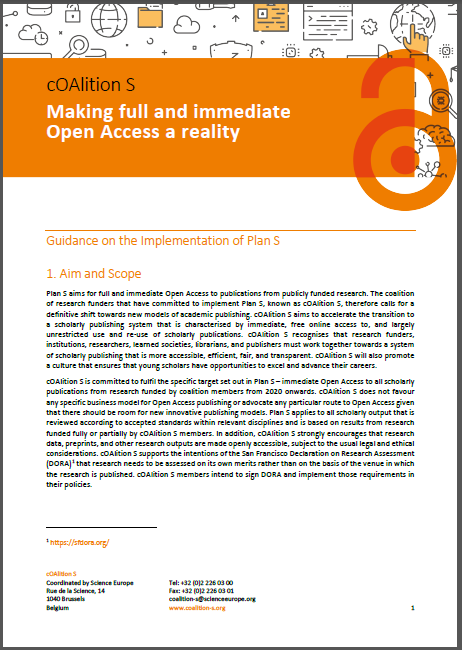 cOAlition S
Making full and immediate
Open Access a reality
Guidance on the Implementation of Plan S
1. Aim and Scope
Plan S aims for full and immediate Open Access to publications from publicly funded research. The coalition
of research funders that have committed to implement Plan S, known as cOAlition S, therefore calls for a
definitive shift towards new models of academic publishing. cOAlition S aims to accelerate the transition to
a scholarly publishing system that is characterised by immediate, free online access to, and largely
unrestricted use and re-use of scholarly publications. cOAlition S recognises that research funders,
institutions, researchers, learned societies, librarians, and publishers must work together towards a system
of scholarly publishing that is more accessible, efficient, fair, and transparent. cOAlition S will also promote
a culture that ensures that young scholars have opportunities to excel and advance their careers.
cOAlition S is committed to fulfil the specific target set out in Plan S – immediate Open Access to all scholarly
publications from research funded by coalition members from 2020 onwards. cOAlition S does not favour
any specific business model for Open Access publishing or advocate any particular route to Open Access given
that there should be room for new innovative publishing models. Plan S applies to all scholarly output that is
reviewed according to accepted standards within relevant disciplines and is based on results from research
funded fully or partially by cOAlition S members. In addition, cOAlition S strongly encourages that research
data, preprints, and other research outputs are made openly accessible, subject to the usual legal and ethical
considerations. cOAlition S supports the intentions of the San Francisco Declaration on Research Assessment
(DORA)¹ that research needs to be assessed on its own merits rather than on the basis of the venue in which
the research is published. cOAlition S members intend to sign DORA and implement those requirements in
their policies.
¹ https://sfdora.org/
cOAlition S
Coordinated by Science Europe Tel: +32 (0)2 226 03 00
Rue de la Science, 14 Fax: +32 (0)2 226 03 01
1040 Brussels coalition-s@scienceeurope.org
Belgium www.coalition-s.org 1